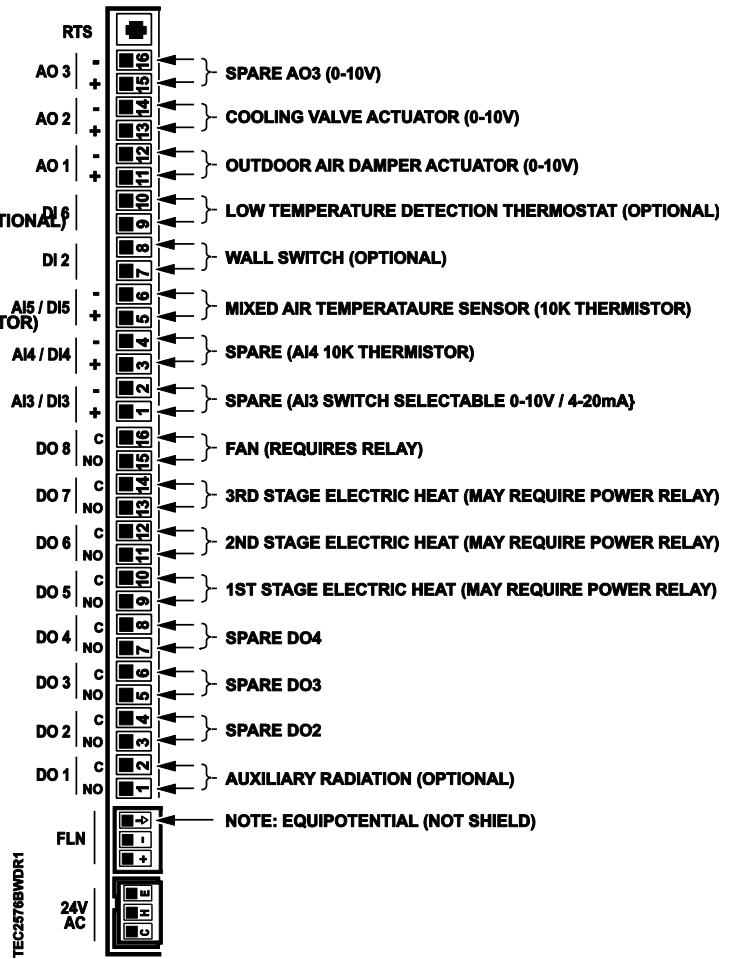 RTS
AO 3 - 16
+ 15 SPARE AO3 (0-10V)
AO 2 - 14
+ 13 COOLING VALVE ACTUATOR (0-10V)
AO 1 - 12
+ 11 OUTDOOR AIR DAMPER ACTUATOR (0-10V)
DI 6 10
TIONAL) 9 LOW TEMPERATURE DETECTION THERMOSTAT (OPTIONAL)
DI 2 8
7 WALL SWITCH (OPTIONAL)
AI5 / DI5 - 6
TOR) + 5 MIXED AIR TEMPERATAURE SENSOR (10K THERMISTOR)
AI4 / DI4 - 4
+ 3 SPARE (AI4 10K THERMISTOR)
AI3 / DI3 - 2
+ 1 SPARE (AI3 SWITCH SELECTABLE 0-10V / 4-20mA}
DO 8 C 16
NO 15 FAN (REQUIRES RELAY)
DO 7 C 14
NO 13 3RD STAGE ELECTRIC HEAT (MAY REQUIRE POWER RELAY)
DO 6 C 12
NO 11 2ND STAGE ELECTRIC HEAT (MAY REQUIRE POWER RELAY)
DO 5 C 10
NO 9 1ST STAGE ELECTRIC HEAT (MAY REQUIRE POWER RELAY)
DO 4 C 8
NO 7 SPARE DO4
DO 3 C 6
NO 5 SPARE DO3
DO 2 C 4
NO 3 SPARE DO2
DO 1 C 2
NO 1 AUXILIARY RADIATION (OPTIONAL)
NOTE: EQUIPOTENTIAL (NOT SHIELD)
FLN -
+
E
24V H
AC C
TEC2576BWDR1